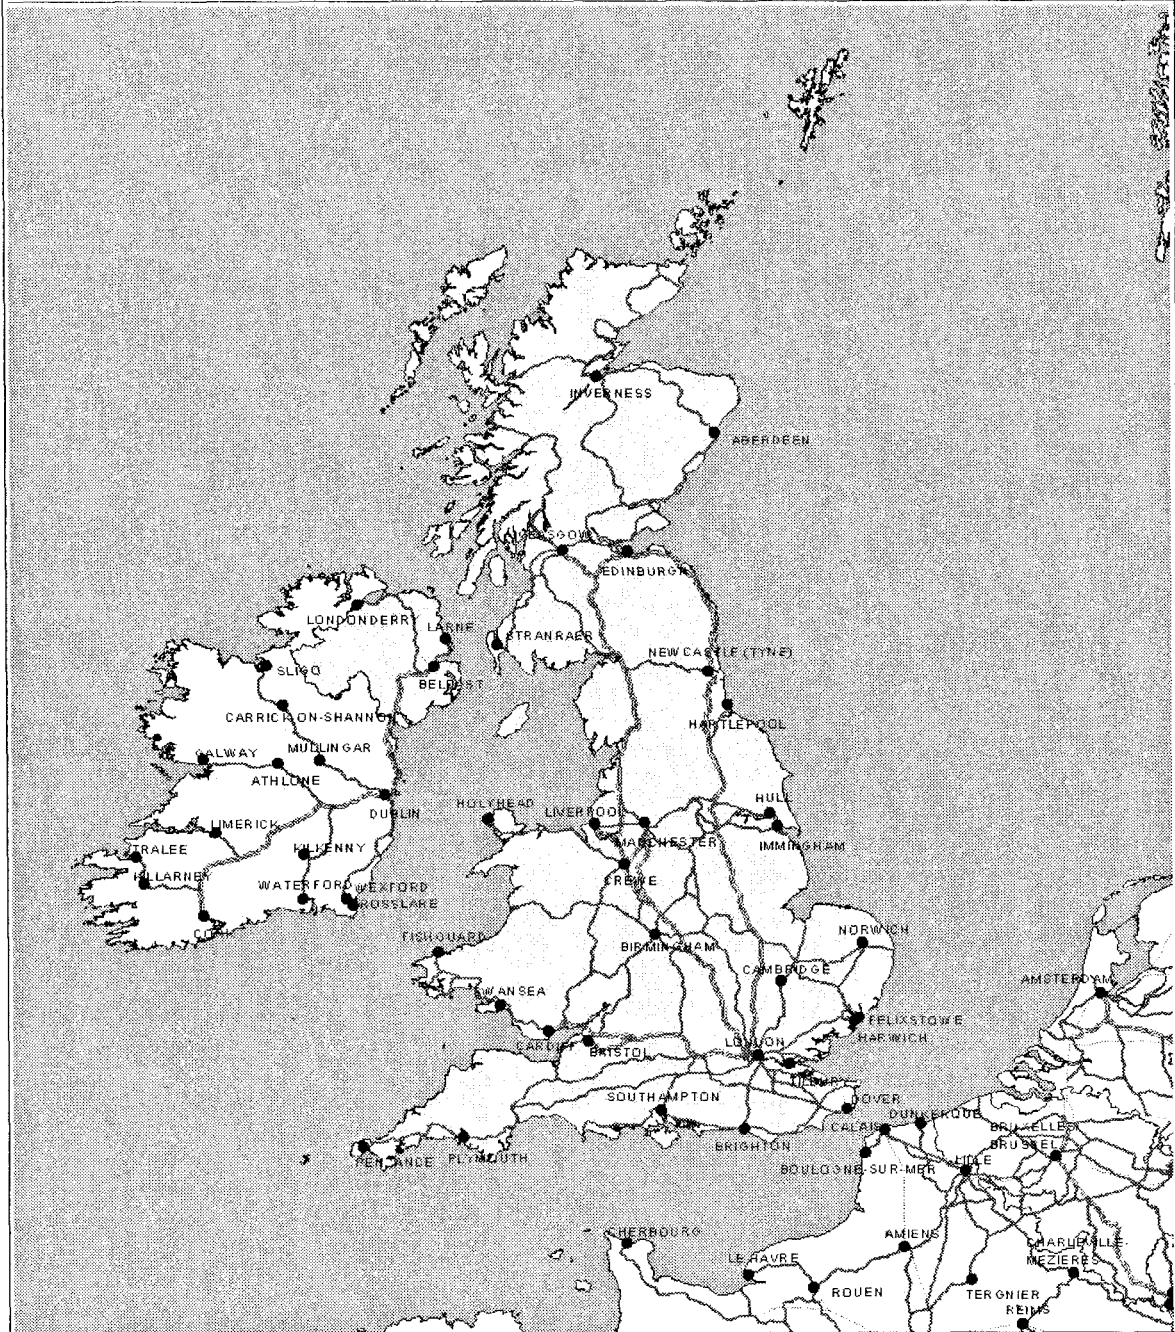 INVERNESS
ABERDEEN
GLASGOW
EDINBURGH
LONDONDERRY
LARNE
STRANRAER
NEWCASTLE (TYNE)
SLIGO
BELFAST
CARRICK-ON-SHANNON
HARTLEPOOL
GALWAY
MULLINGAR
ATHLONE
DUBLIN
HOLYHEAD
LIVERPOOL
HULL
LIMERICK
MANCHESTER
IMMINGHAM
TRALEE
KILKENNY
CREWE
KILLARNEY
WATERFORD
WEXFORD
ROSSLARE
CORK
FISHGUARD
BIRMINGHAM
NORWICH
CAMBRIDGE
AMSTERDAM
SWANSEA
FELIXSTOWE
HARWICH
CARDIFF
BRISTOL
LONDON
TILBURY
SOUTHAMPTON
DOVER
DUNKERQUE
CALAIS
BRUXELLES
BRUSSEL
PENZANCE
PLYMOUTH
BRIGHTON
BOULOGNE-SUR-MER
LILLE
CHERBOURG
AMIENS
CHARLEVILLE-
MEZIERES
LE HAVRE
ROUEN
TERGNIER
REIMS